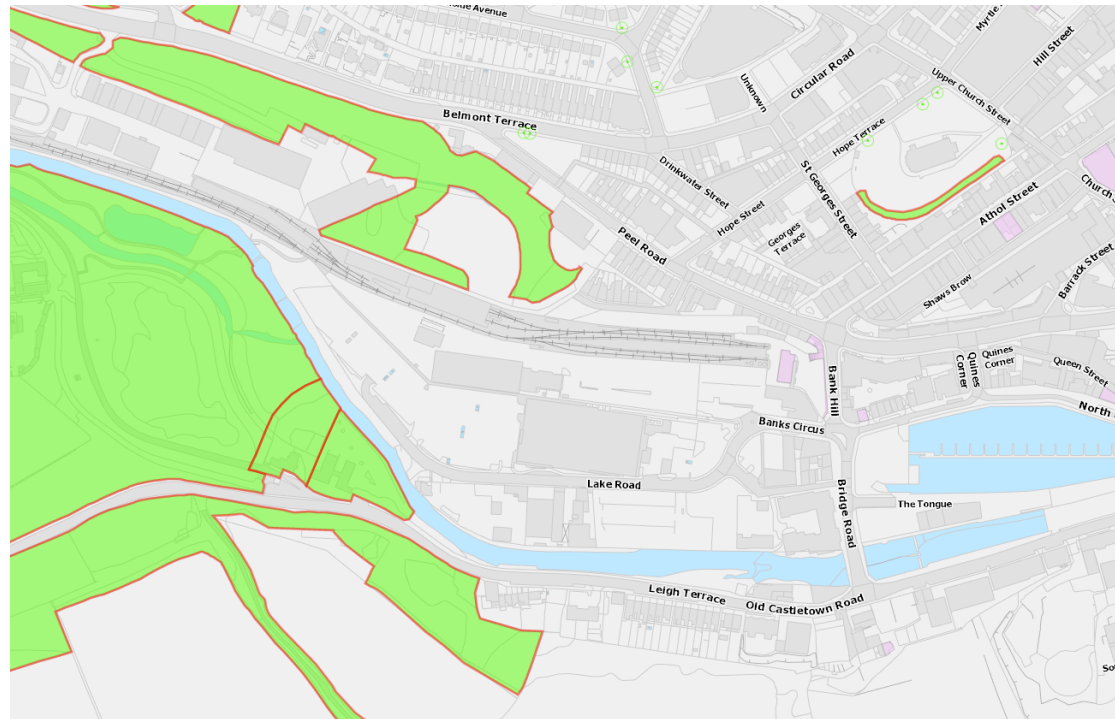 Avenue
Myrtle
Hill Street
Circular Road
Unknown
Upper Church Street
Belmont Terrace
Hope Terrace
Drinkwater Street
St Georges Street
Athol Street
Church
Hope Street
Georges
Terrace
Peel Road
Barrack Street
Shaws Brow
Quines
Corner
Quines
Corner
Queen Street
Bank Hill
North
Banks Circus
Lake Road
Bridge Road
The Tongue
Leigh Terrace
Old Castletown Road